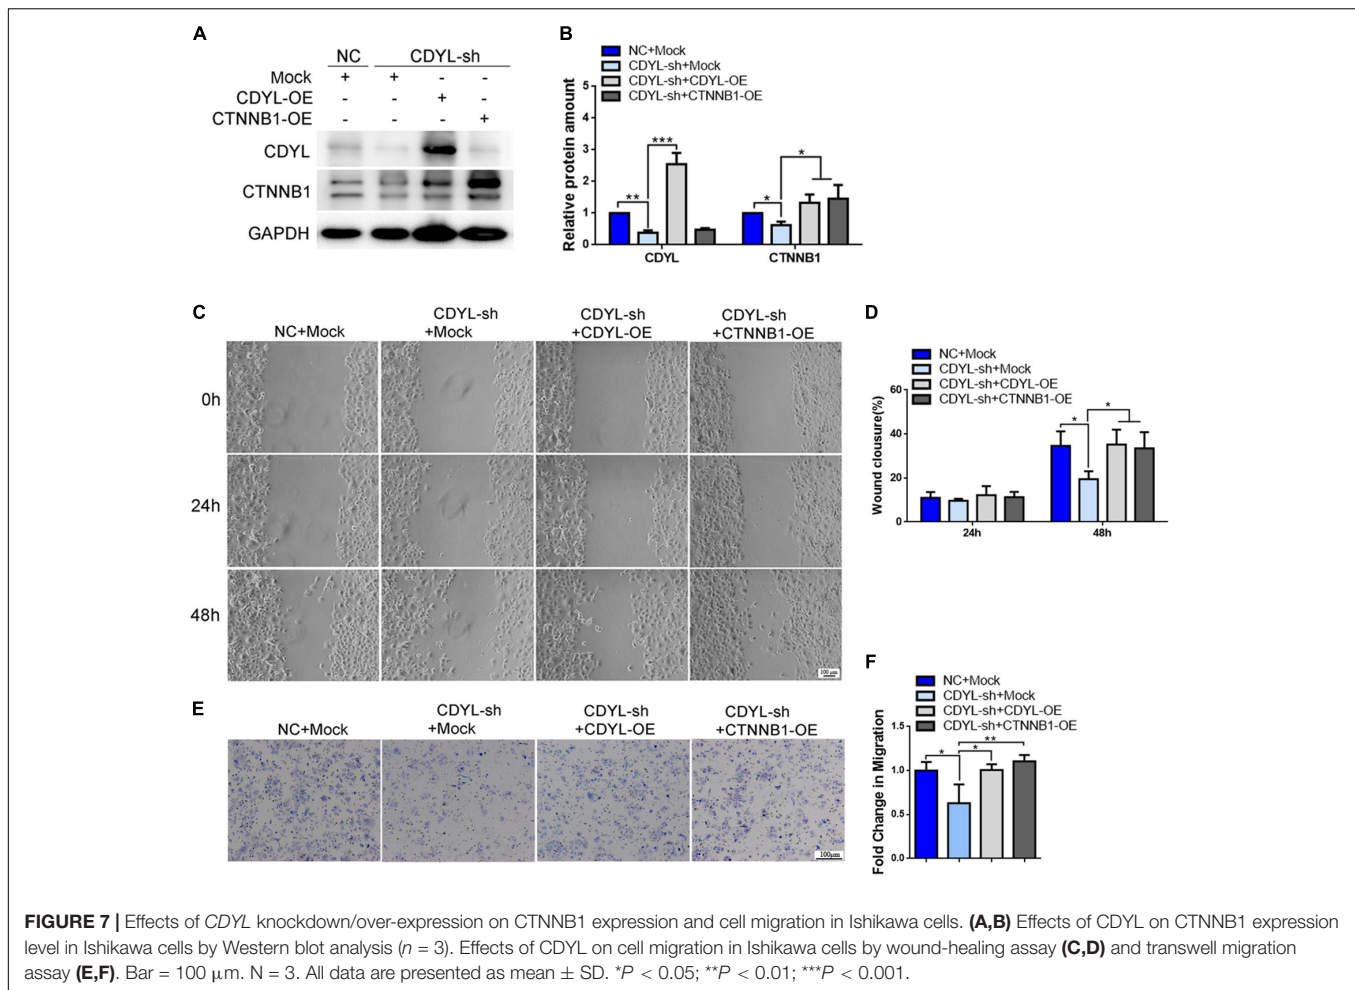 A
NC CDYL-sh
Mock + + - -
CDYL-OE - - + -
CTNNB1-OE - - - +
CDYL
CTNNB1
GAPDH
B
NC+Mock
CDYL-sh+Mock
CDYL-sh+CDYL-OE
CDYL-sh+CTNNB1-OE
Relative protein amount
5
4
3
2
1
0
** *** * *
CDYL CTNNB1
C
NC+Mock
CDYL-sh
+Mock
CDYL-sh
+CDYL-OE
CDYL-sh
+CTNNB1-OE
0h
24h
48h
100 μm
D
NC+Mock
CDYL-sh+Mock
CDYL-sh+CDYL-OE
CDYL-sh+CTNNB1-OE
Wound clousure(%)
60
40
20
0
* *
24h 48h
E
NC+Mock
CDYL-sh
+Mock
CDYL-sh
+CDYL-OE
CDYL-sh
+CTNNB1-OE
100μm
F
NC+Mock
CDYL-sh+Mock
CDYL-sh+CDYL-OE
CDYL-sh+CTNNB1-OE
Fold Change in Migration
1.5
1.0
0.5
0.0
* * **
FIGURE 7 | Effects of CDYL knockdown/over-expression on CTNNB1 expression and cell migration in Ishikawa cells. (A,B) Effects of CDYL on CTNNB1 expression
level in Ishikawa cells by Western blot analysis (n = 3). Effects of CDYL on cell migration in Ishikawa cells by wound-healing assay (C,D) and transwell migration
assay (E,F). Bar = 100 μm. N = 3. All data are presented as mean ± SD. *P < 0.05; **P < 0.01; ***P < 0.001.